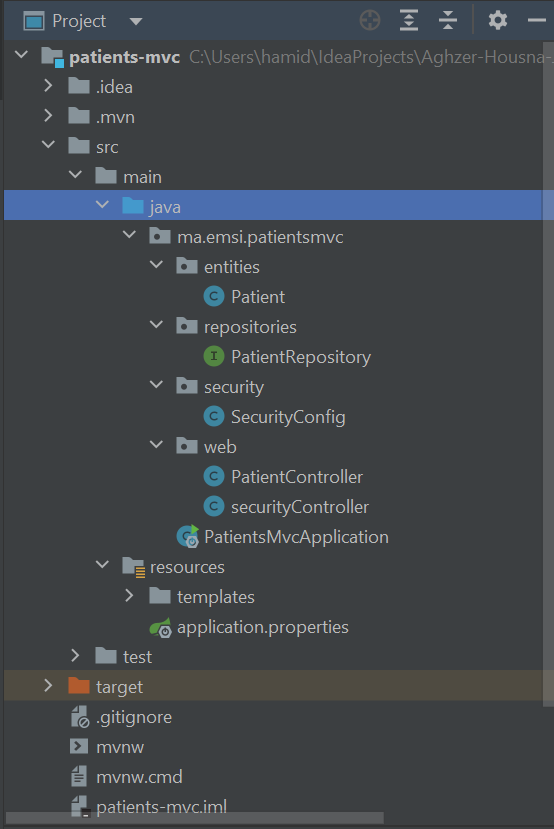 Project
patients-mvc C:\Users\hamid\IdeaProjects\Aghzer-Housna-
.idea
.mvn
src
main
java
ma.emsi.patientsmvc
entities
C Patient
repositories
I PatientRepository
security
C SecurityConfig
web
C PatientController
C securityController
PatientsMvcApplication
resources
templates
application.properties
test
target
.gitignore
mvnw
mvnw.cmd
patients-mvc.iml